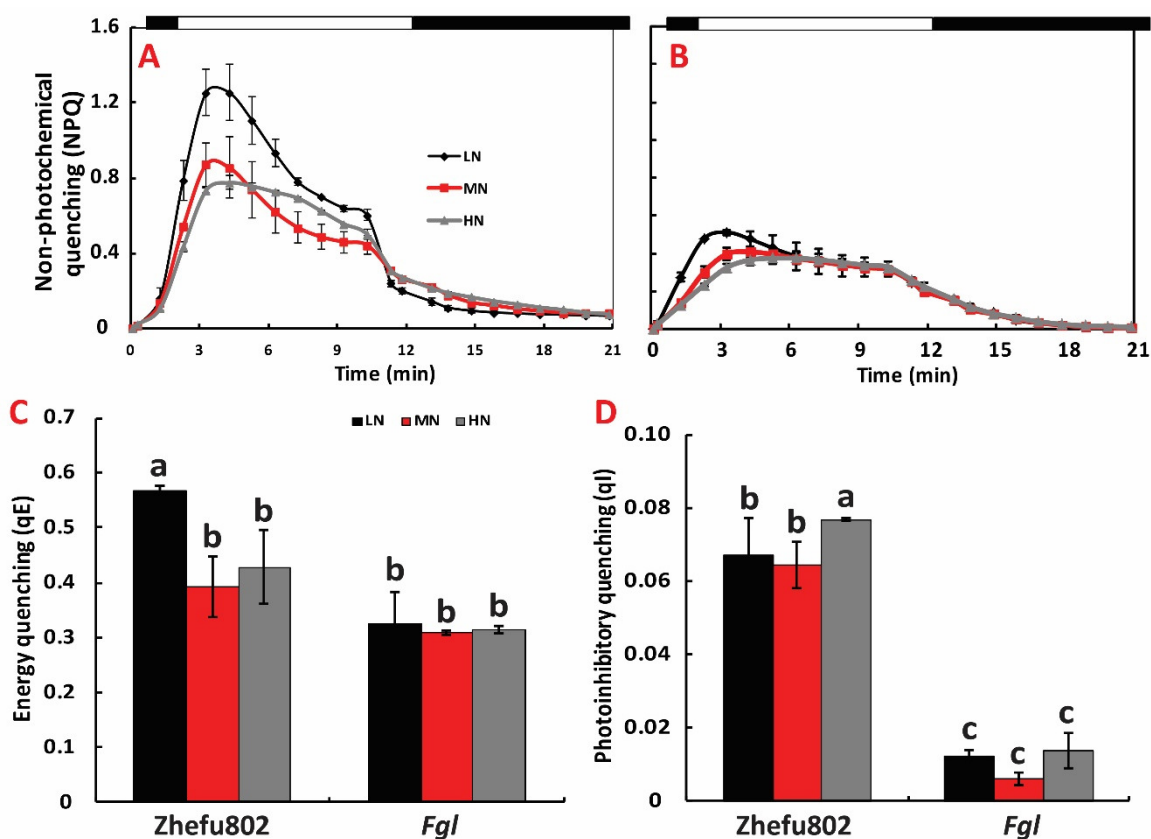 A
B
Non-photochemical
quenching (NPQ)
1.6
1.2
0.8
0.4
0
LN
MN
HN
0 3 6 9 12 15 18 21
Time (min)
0 3 6 9 12 15 18 21
Time (min)
C
LN MN HN
Energy quenching (qE)
0.7
0.6
0.5
0.4
0.3
0.2
0.1
0
a
b
b
b
b
b
Zhefu802 Fgl
D
Photoinhibitory quenching (qI)
0.10
0.08
0.06
0.04
0.02
0.00
b
b
a
c
c
c
Zhefu802 Fgl